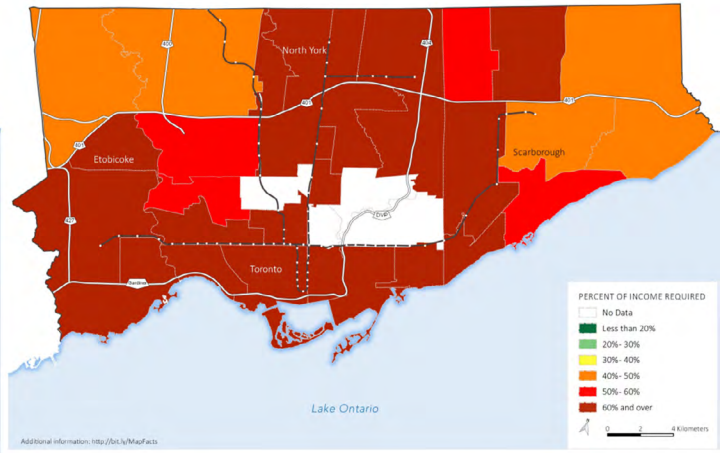 400
404
North York
401
401
401
Scarborough
Etobicoke
DVP
427
Toronto
Gardiner
PERCENT OF INCOME REQUIRED
No Data
Less than 20%
20%- 30%
30%- 40%
40%- 50%
50%- 60%
60% and over
0 2 4 Kilometers
Lake Ontario
Additional information: http://bit.ly/MapFacts